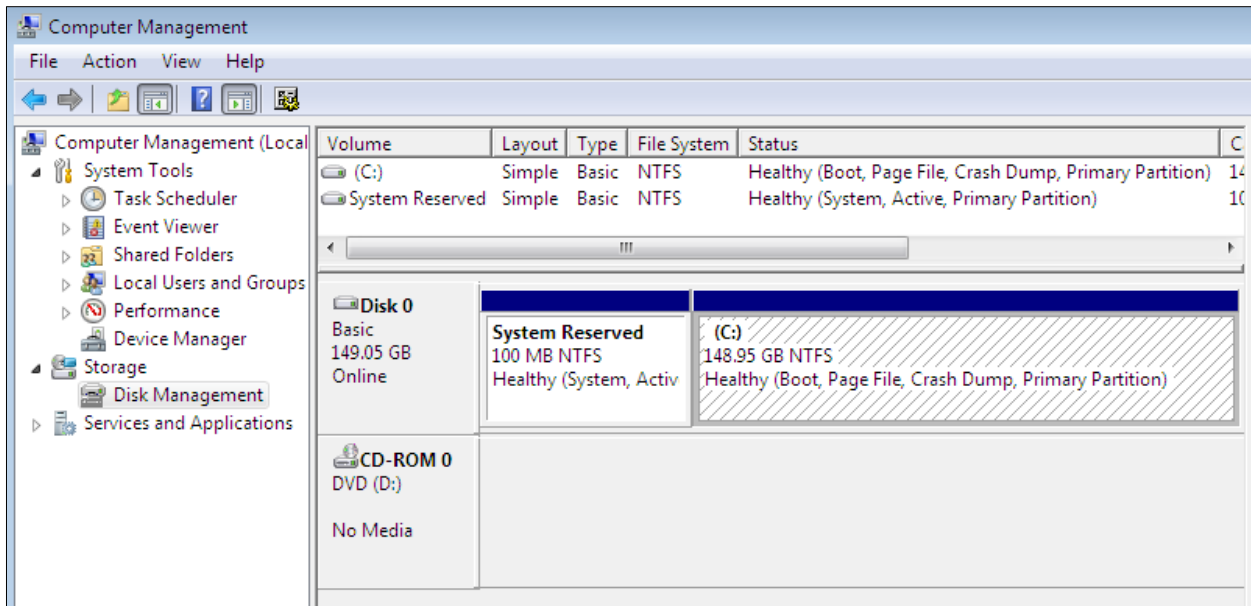 Computer Management
File Action View Help
Computer Management (Local
System Tools
Task Scheduler
Event Viewer
Shared Folders
Local Users and Groups
Performance
Device Manager
Storage
Disk Management
Services and Applications
Volume Layout Type File System Status C
(C:) Simple Basic NTFS Healthy (Boot, Page File, Crash Dump, Primary Partition) 14
System Reserved Simple Basic NTFS Healthy (System, Active, Primary Partition) 10
Disk 0
Basic
149.05 GB
Online
System Reserved
100 MB NTFS
Healthy (System, Activ
(C:)
148.95 GB NTFS
Healthy (Boot, Page File, Crash Dump, Primary Partition)
CD-ROM 0
DVD (D:)
No Media